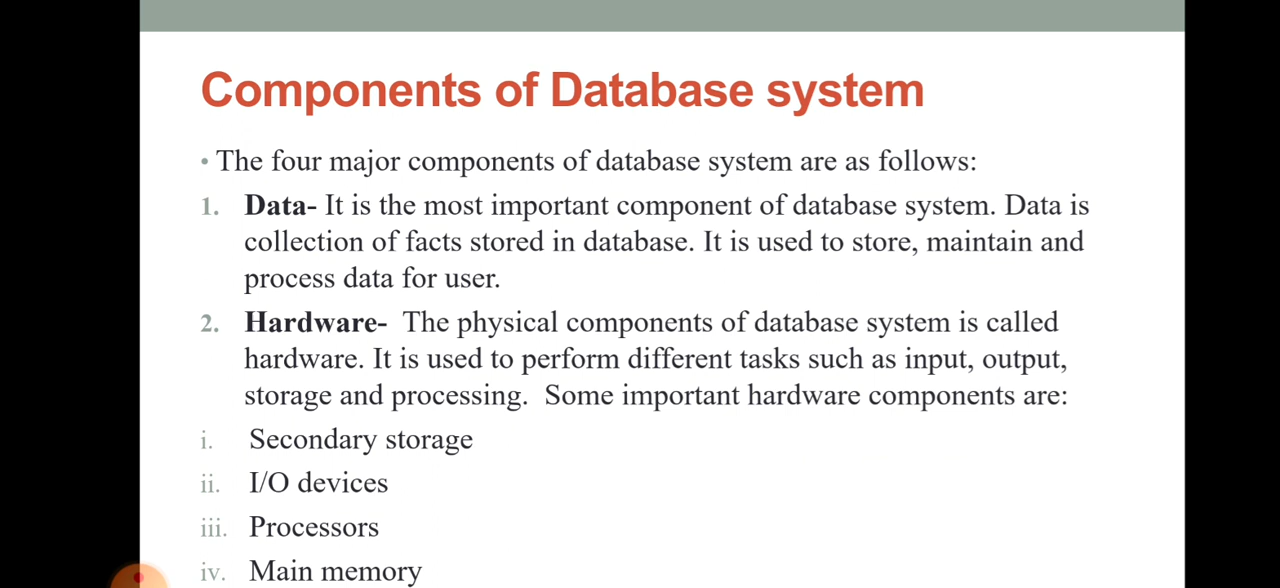 Components of Database system
• The four major components of database system are as follows:
1. Data- It is the most important component of database system. Data is
collection of facts stored in database. It is used to store, maintain and
process data for user.
2. Hardware- The physical components of database system is called
hardware. It is used to perform different tasks such as input, output,
storage and processing. Some important hardware components are:
i. Secondary storage
ii. I/O devices
iii. Processors
iv. Main memory